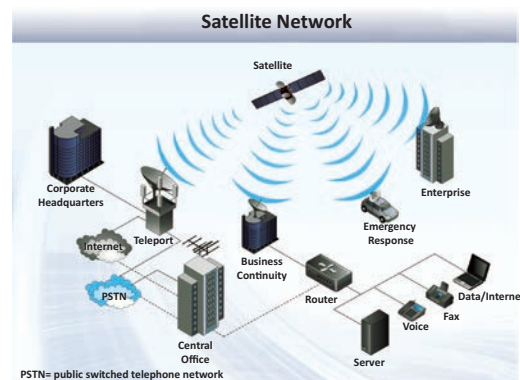 Satellite Network
Satellite
Corporate
Headquarters
Enterprise
Teleport
Internet
Emergency
Response
Business
Continuity
PSTN
Router
Data/Internet
Fax
Voice
Central
Office
Server
PSTN= public switched telephone network